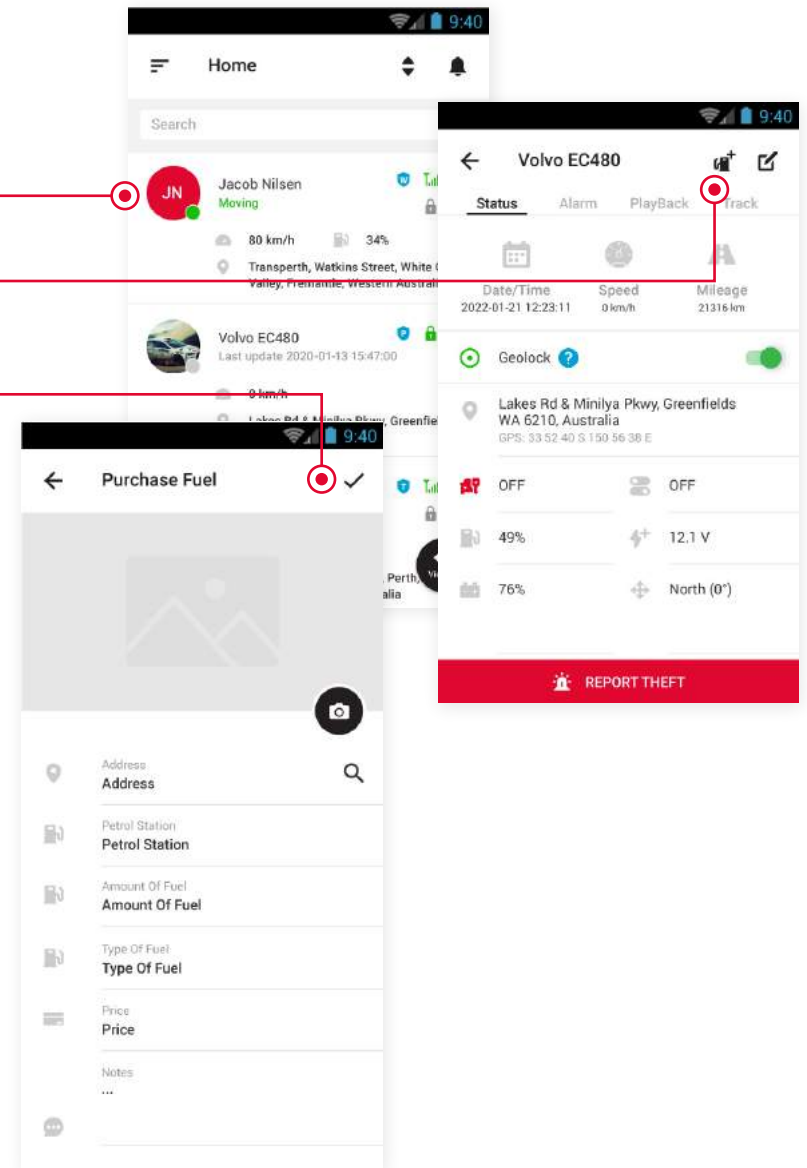 9:40
Home
Search
JN
Jacob Nilsen
Moving
80 km/h
34%
Transperth, Watkins Street, White
Valley, Fremantle, Western
Volvo EC480
Last update 2020-01-13 15:47:00
0 km/h
Lakes Rd & Minilya Pkwy,
Perth,
9:40
Volvo EC480
Status
Alarm
PlayBack
Track
Date/Time
Speed
Mileage
2022-01-21 12:23:11
0 km/h
21316 km
Geolock ?
Lakes Rd & Minilya Pkwy, Greenfields
WA 6210, Australia
GPS: 33 52 40 S 150 56 38 E
OFF
OFF
49%
12.1 V
76%
North (0°)
REPORT THEFT
9:40
Purchase Fuel
Address
Address
Petrol Station
Petrol Station
Amount Of Fuel
Amount Of Fuel
Type Of Fuel
Type Of Fuel
Price
Price
Notes
...